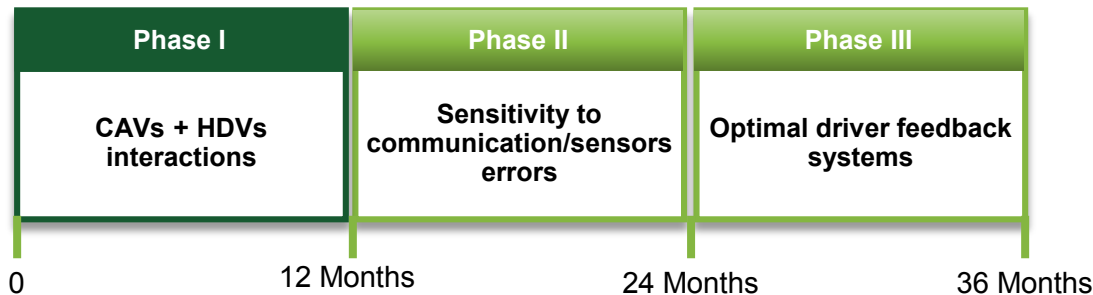 Phase I
Phase II
Phase III
CAVs + HDVs
interactions
Sensitivity to
communication/sensors
errors
Optimal driver feedback
systems
0
12 Months
24 Months
36 Months